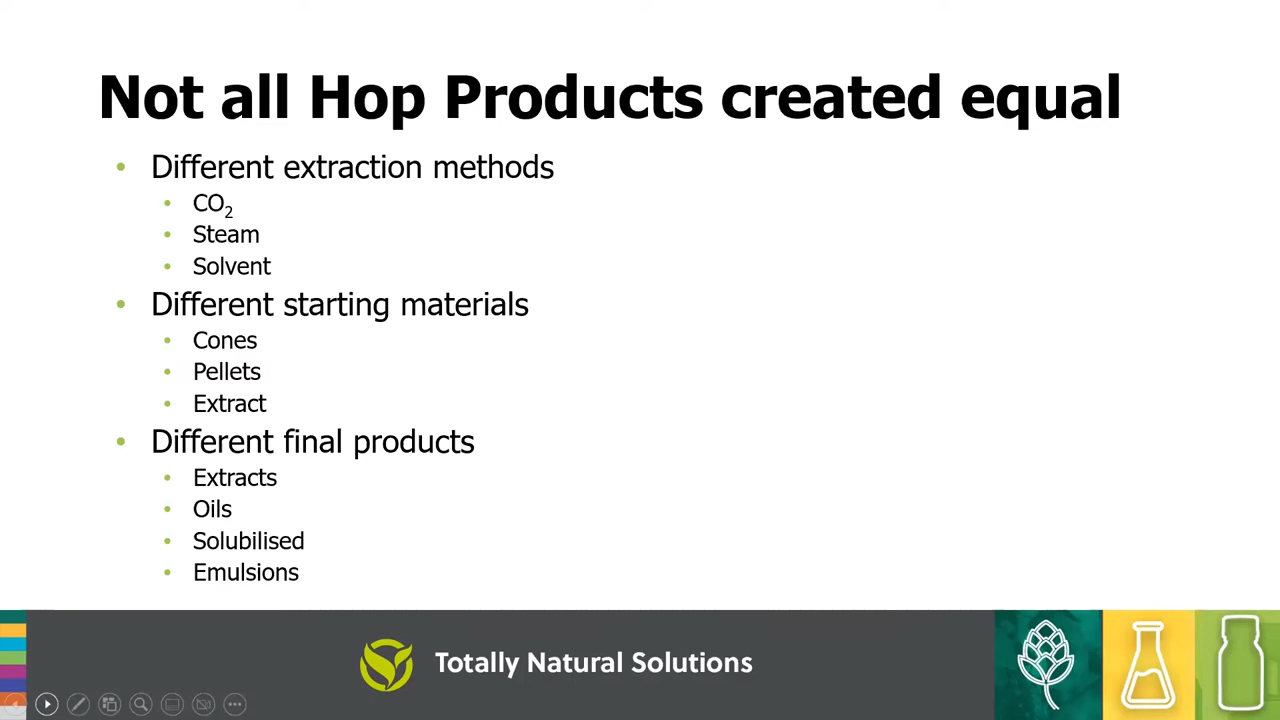 Not all Hop Products created equal
• Different extraction methods
• CO₂
• Steam
• Solvent
• Different starting materials
• Cones
• Pellets
• Extract
• Different final products
• Extracts
• Oils
• Solubilised
• Emulsions
Totally Natural Solutions